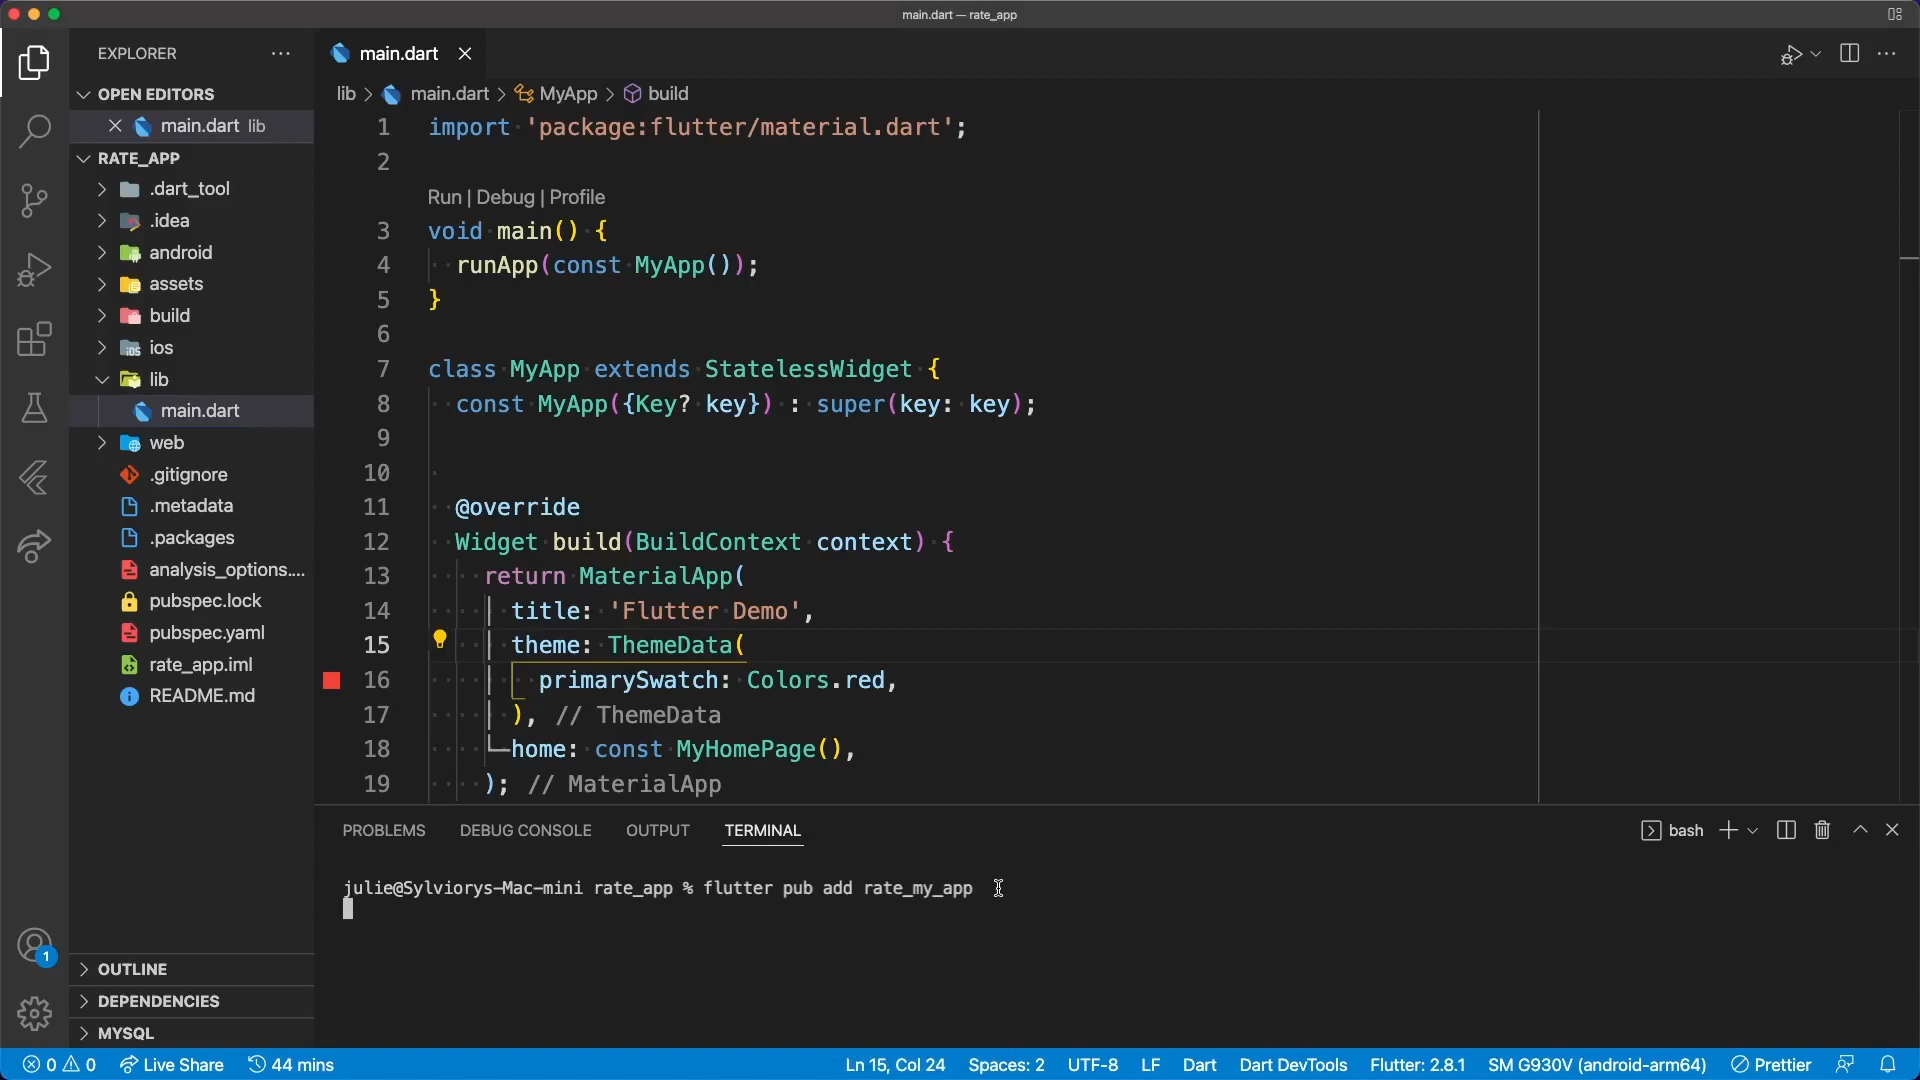 main.dart — rate_app
EXPLORER
OPEN EDITORS
main.dart lib
RATE_APP
.dart_tool
.idea
android
assets
build
ios
lib
main.dart
web
.gitignore
.metadata
.packages
analysis_options....
pubspec.lock
pubspec.yaml
rate_app.iml
README.md
OUTLINE
DEPENDENCIES
MYSQL
main.dart
lib > main.dart > MyApp > build
1 import 'package:flutter/material.dart';
2
Run | Debug | Profile
3 void main() {
4 runApp(const MyApp());
5 }
6
7 class MyApp extends StatelessWidget {
8 const MyApp({Key? key}) : super(key: key);
9
10
11 @override
12 Widget build(BuildContext context) {
13 return MaterialApp(
14 title: 'Flutter Demo',
15 theme: ThemeData(
16 primarySwatch: Colors.red,
17 ), // ThemeData
18 home: const MyHomePage(),
19 ); // MaterialApp
PROBLEMS DEBUG CONSOLE OUTPUT TERMINAL
bash
julie@Sylviorys-Mac-mini rate_app % flutter pub add rate_my_app
1
0 0 Live Share 44 mins Ln 15, Col 24 Spaces: 2 UTF-8 LF Dart Dart DevTools Flutter: 2.8.1 SM G930V (android-arm64) Prettier